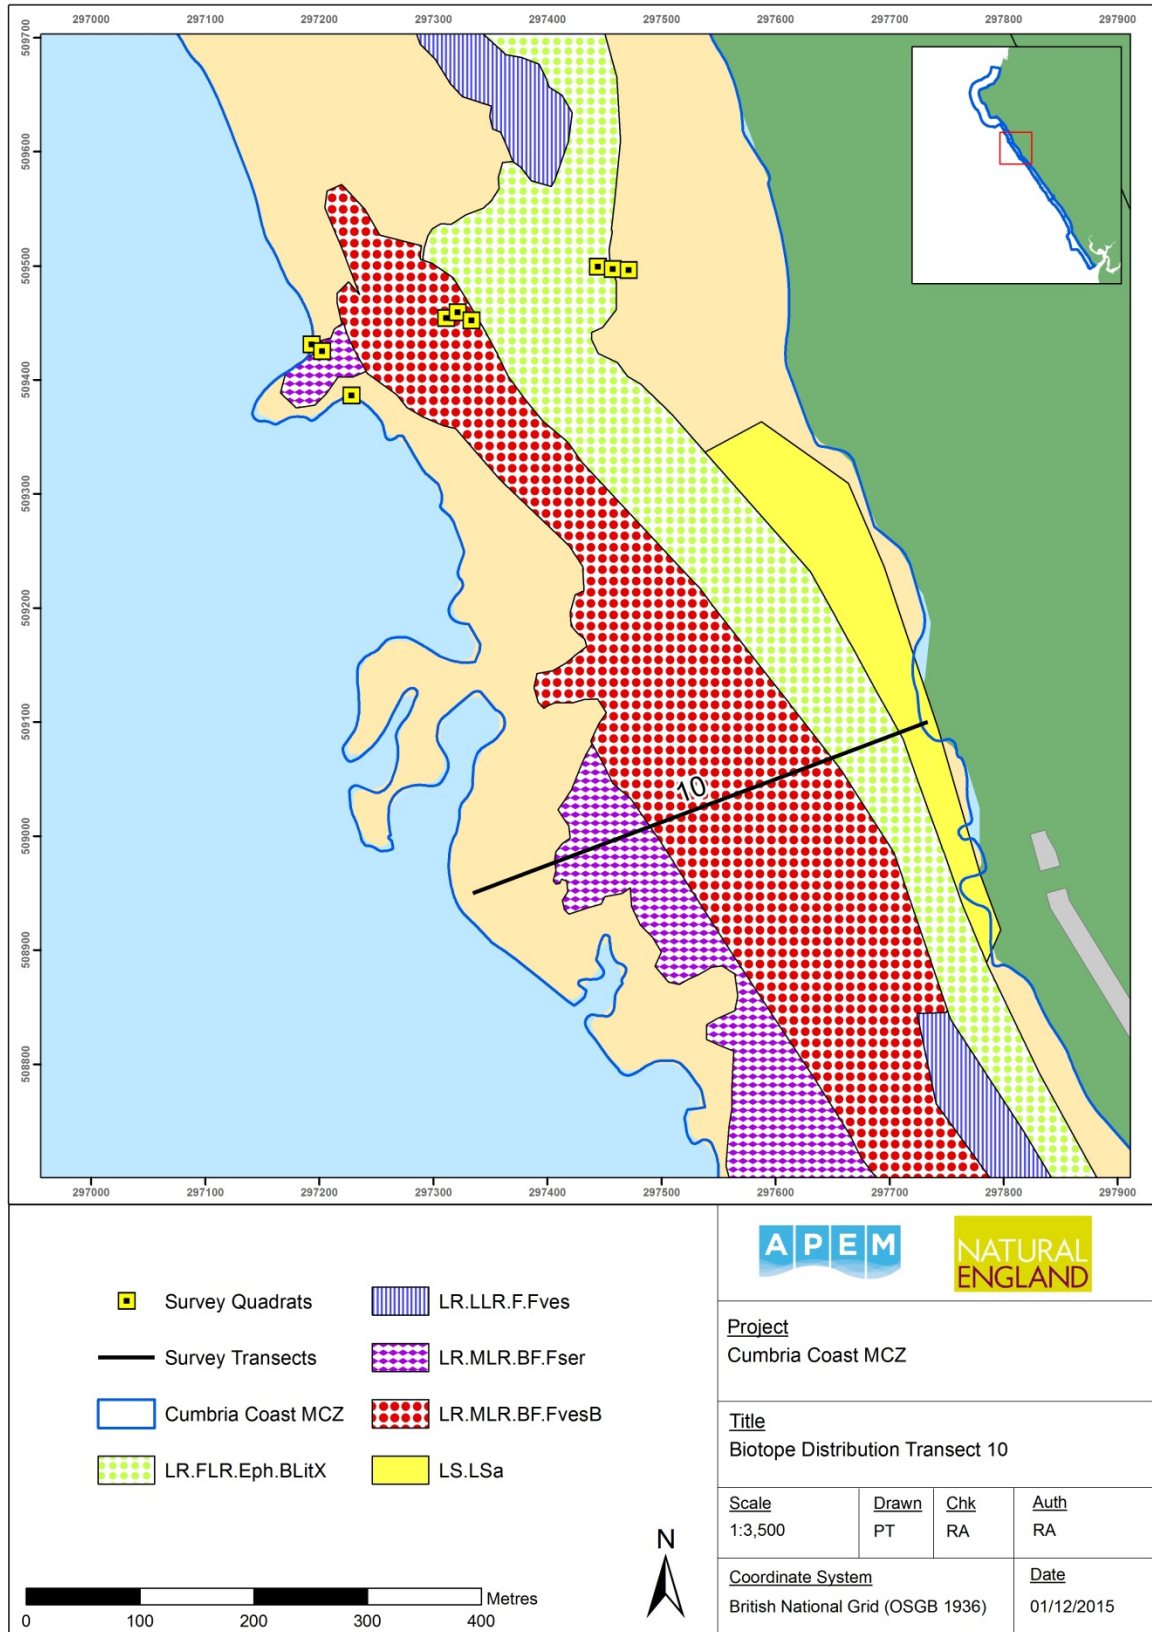 297000 297100 297200 297300 297400 297500 297600 297700 297800 297900
509700
509600
509500
509400
509300
509200
509100
509000
508900
508800
10
297000 297100 297200 297300 297400 297500 297600 297700 297800 297900
Survey Quadrats
Survey Transects
Cumbria Coast MCZ
LR.FLR.Eph.BLitX
LR.LLR.F.Fves
LR.MLR.BF.Fser
LR.MLR.BF.FvesB
LS.LSa
N
Metres
0 100 200 300 400
APEM
NATURAL
ENGLAND
Project
Cumbria Coast MCZ
Title
Biotope Distribution Transect 10
Scale Drawn Chk Auth
1:3,500 PT RA RA
Coordinate System Date
British National Grid (OSGB 1936) 01/12/2015